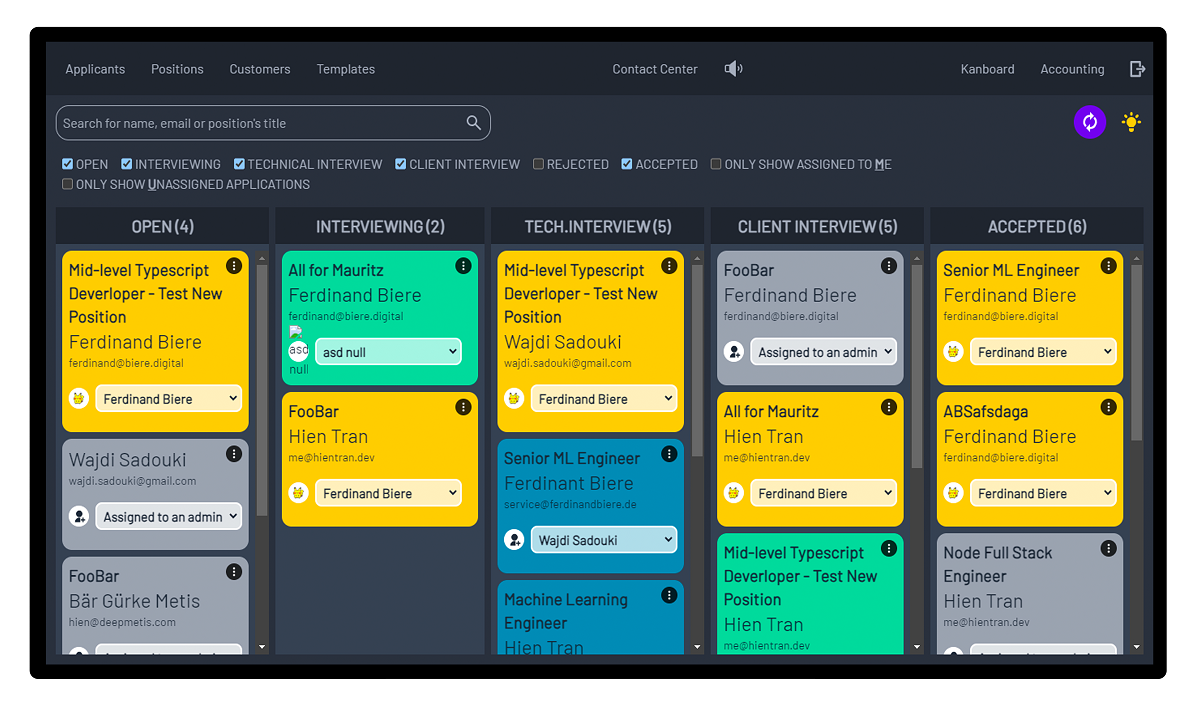 Applicants Positions Customers Templates Contact Center Kanboard Accounting
Search for name, email or position's title
OPEN INTERVIEWING TECHNICAL INTERVIEW CLIENT INTERVIEW REJECTED ACCEPTED ONLY SHOW ASSIGNED TO ME
ONLY SHOW UNASSIGNED APPLICATIONS
OPEN (4)
Mid-level Typescript
Deverloper - Test New
Position
Ferdinand Biere
ferdinand@biere.digital
Ferdinand Biere
Wajdi Sadouki
wajdi.sadouki@gmail.com
Assigned to an admin
FooBar
Bär Gürke Metis
hien@deepmetis.com
INTERVIEWING (2)
All for Mauritz
Ferdinand Biere
ferdinand@biere.digital
asd
null
asd null
FooBar
Hien Tran
me@hientran.dev
Ferdinand Biere
TECH.INTERVIEW (5)
Mid-level Typescript
Deverloper - Test New
Position
Wajdi Sadouki
wajdi.sadouki@gmail.com
Ferdinand Biere
Senior ML Engineer
Ferdinant Biere
service@ferdinandbiere.de
Wajdi Sadouki
Machine Learning
Engineer
Hien Tran
CLIENT INTERVIEW (5)
FooBar
Ferdinand Biere
ferdinand@biere.digital
Assigned to an admin
All for Mauritz
Hien Tran
me@hientran.dev
Ferdinand Biere
Mid-level Typescript
Deverloper - Test New
Position
Hien Tran
me@hientran.dev
ACCEPTED (6)
Senior ML Engineer
Ferdinand Biere
ferdinand@biere.digital
Ferdinand Biere
ABSafsdaga
Ferdinand Biere
ferdinand@biere.digital
Ferdinand Biere
Node Full Stack
Engineer
Hien Tran
me@hientran.dev